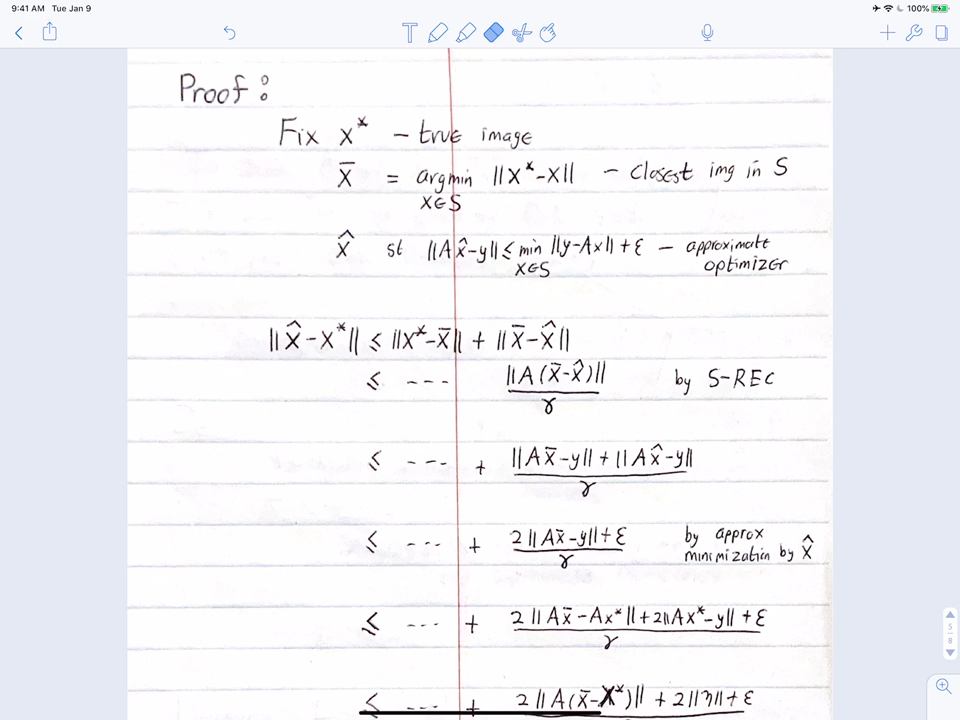 9:41 AM Tue Jan 9
100%
Proof:
Fix x* – true image
x̄ = argmin ||x*-x|| – closest img in S
x∈S
x̂ st ||Ax̂-y|| ≤ min ||y-Ax|| + ε – approximate
x∈S optimizer
||x̂-x*|| ≤ ||x*-x̄|| + ||x̄-x̂||
≤ --- ||A(x̄-x̂)|| by S-REC
γ
≤ --- + ||Ax̄-y|| + ||Ax̂-y||
γ
≤ --- + 2||Ax̄-y|| + ε by approx
γ minimization by x̂
≤ --- + 2||Ax̄-Ax*|| + 2||Ax*-y|| + ε
γ
≤ --- + 2||A(x̄-x*)|| + 2||η|| + ε
5
8